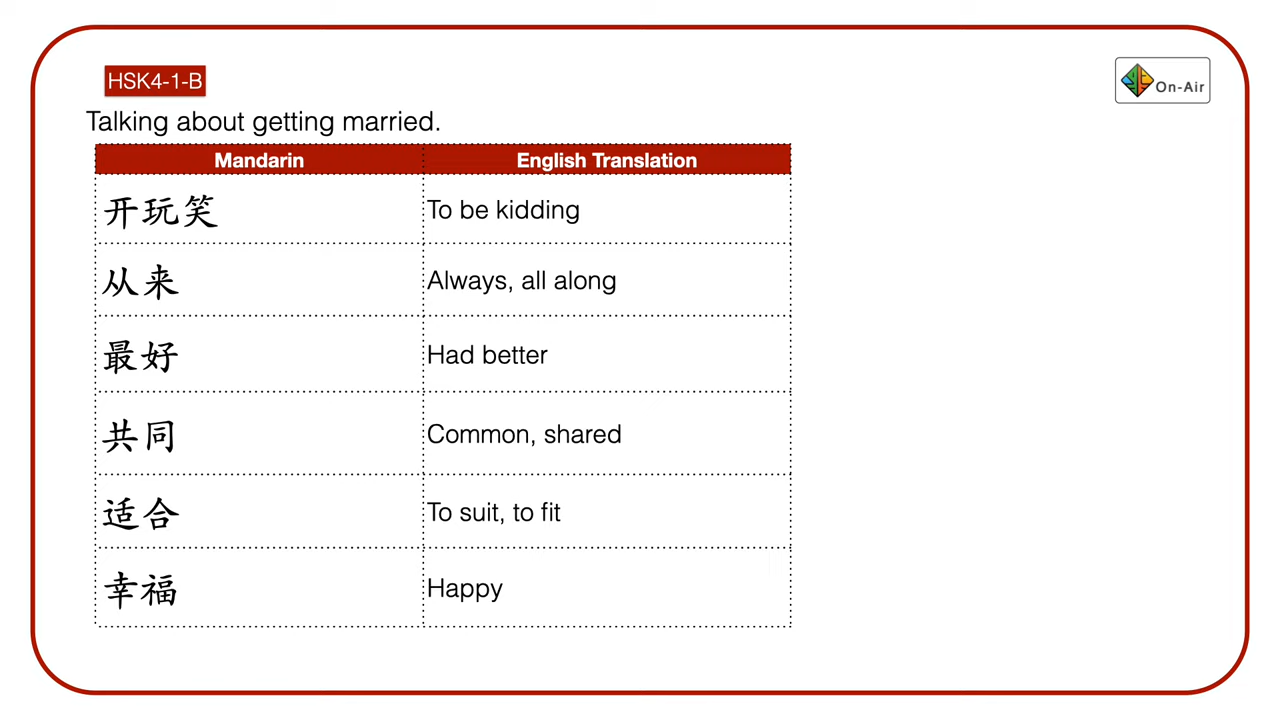 HSK4-1-B
On-Air
Talking about getting married.
Mandarin English Translation
开玩笑 To be kidding
从来 Always, all along
最好 Had better
共同 Common, shared
适合 To suit, to fit
幸福 Happy